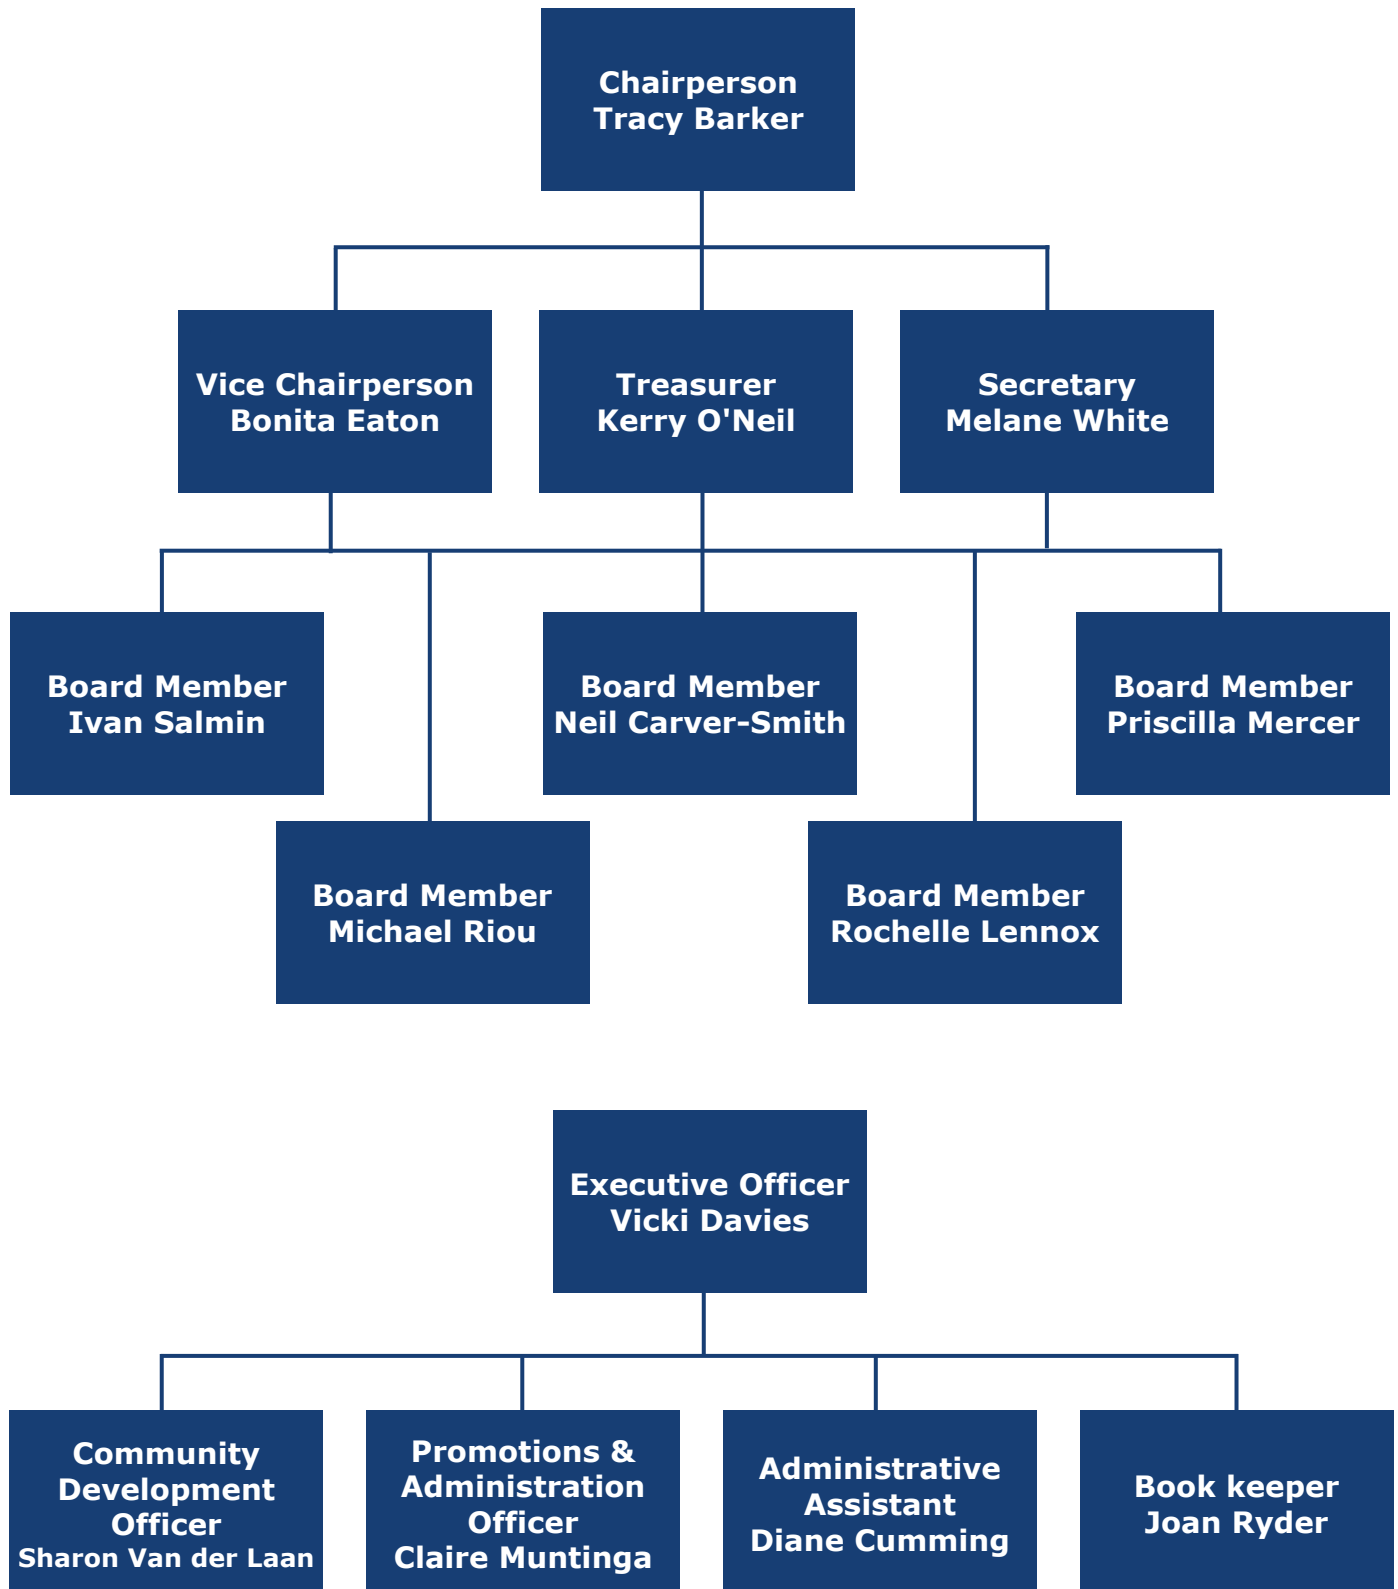 Chairperson
Tracy Barker
Vice Chairperson
Bonita Eaton
Treasurer
Kerry O'Neil
Secretary
Melane White
Board Member
Ivan Salmin
Board Member
Neil Carver-Smith
Board Member
Priscilla Mercer
Board Member
Michael Riou
Board Member
Rochelle Lennox
Executive Officer
Vicki Davies
Community
Development
Officer
Sharon Van der Laan
Promotions &
Administration
Officer
Claire Muntinga
Administrative
Assistant
Diane Cumming
Book keeper
Joan Ryder